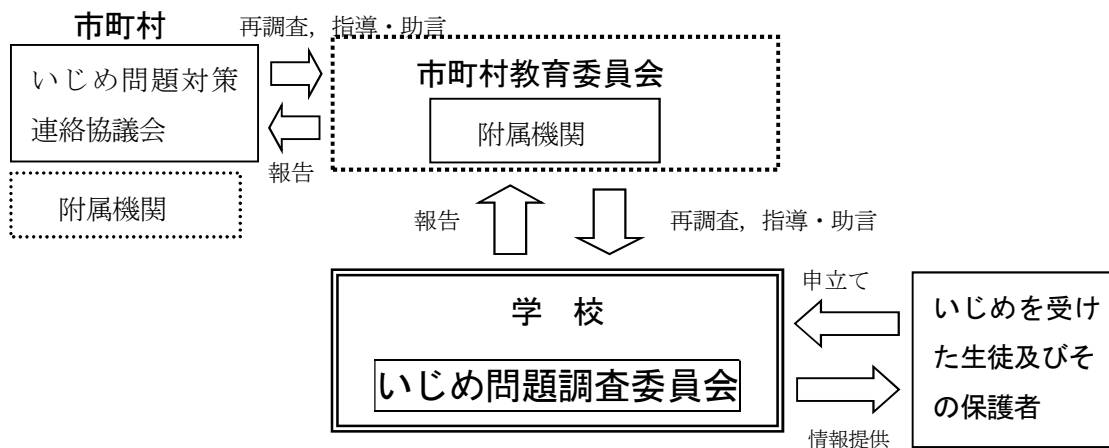 市町村
再調査，指導・助言
いじめ問題対策
連絡協議会
市町村教育委員会
附属機関
報告
附属機関
報告
再調査，指導・助言
学　校
いじめ問題調査委員会
申立て
いじめを受け
た生徒及びそ
の保護者
情報提供